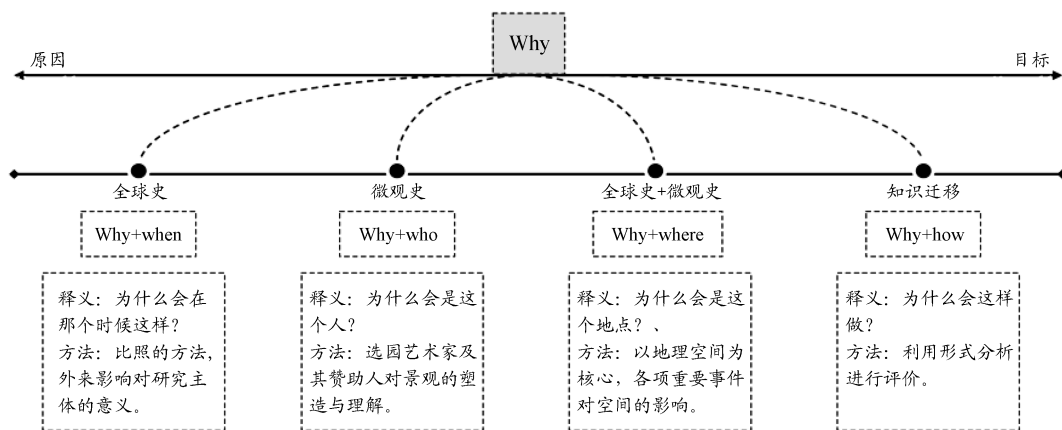 Why
原因
目标
全球史
微观史
全球史+微观史
知识迁移
Why+when
Why+who
Why+where
Why+how
释义：为什么会在
那个时候这样？
方法：比照的方法，
外来影响对研究主
体的意义。
释义：为什么会是这
个人？
方法：选园艺术家及
其赞助人对景观的塑
造与理解。
释义：为什么会是这
个地点？、
方法：以地理空间为
核心，各项重要事件
对空间的影响。
释义：为什么会这样
做？
方法：利用形式分析
进行评价。